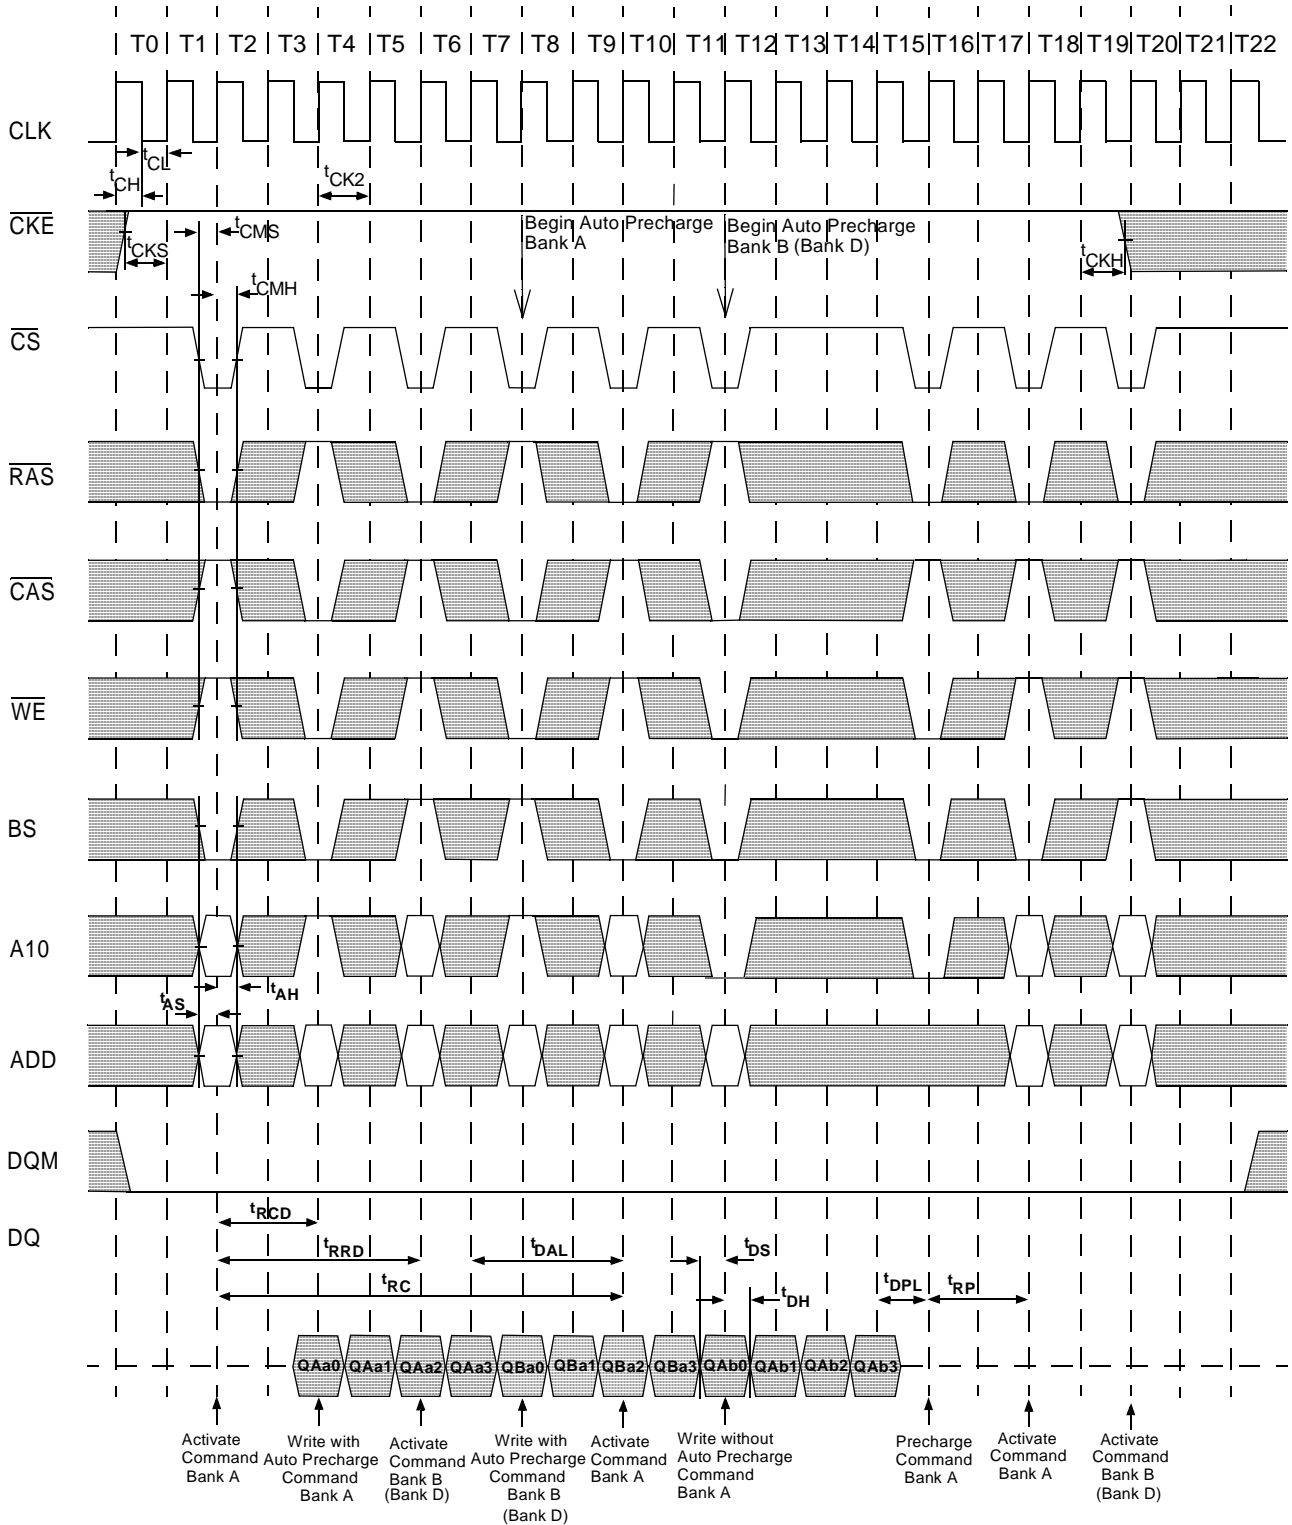 T0 T1 T2 T3 T4 T5 T6 T7 T8 T9 T10 T11 T12 T13 T14 T15 T16 T17 T18 T19 T20 T21 T22
CLK
tCL
tCH
tCK2
CKE
tCKS
tCMS
tCMH
Begin Auto Precharge
Bank A
Begin Auto Precharge
Bank B (Bank D)
tCKH
CS
RAS
CAS
WE
BS
A10
tAS
tAH
ADD
DQM
DQ
tRCD
tRRD
tDAL
tDS
tRC
tDH
tDPL
tRP
QAa0 QAa1 QAa2 QAa3 QBa0 QBa1 QBa2 QBa3 QAb0 QAb1 QAb2 QAb3
Activate
Command
Bank A
Write with
Auto Precharge
Command
Bank A
Activate
Command
Bank B
(Bank D)
Write with
Auto Precharge
Command
Bank B
(Bank D)
Activate
Command
Bank A
Write without
Auto Precharge
Command
Bank A
Precharge
Command
Bank A
Activate
Command
Bank A
Activate
Command
Bank B
(Bank D)